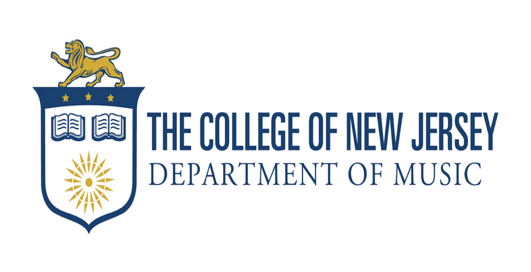 THE COLLEGE OF NEW JERSEY
DEPARTMENT OF MUSIC